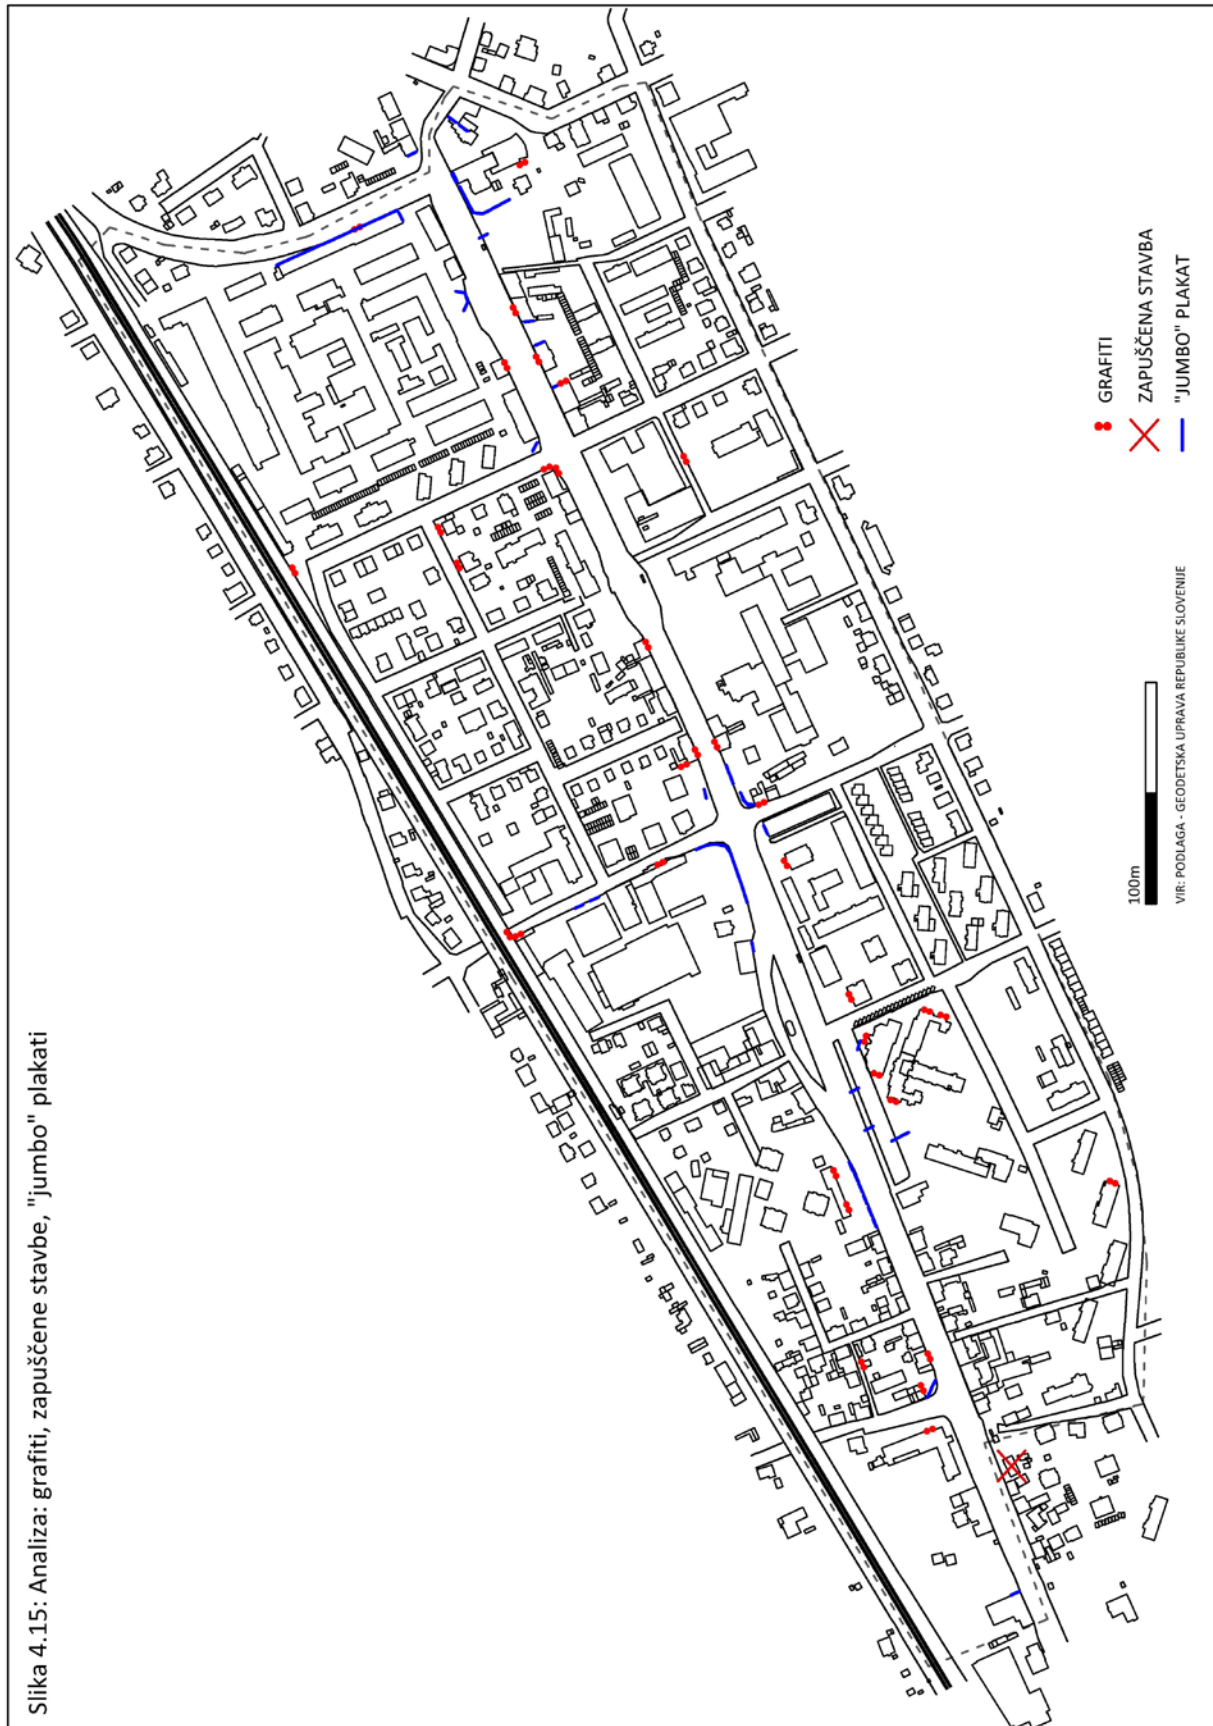 Slika 4.15: Analiza: grafiti, zapuščene stavbe, "jumbo" plakati
GRAFITI
ZAPUŠČENA STAVBA
"JUMBO" PLAKAT
100m
VIR: PODLAGA - GEODETSKA UPRAVA REPUBLIKE SLOVENIJE